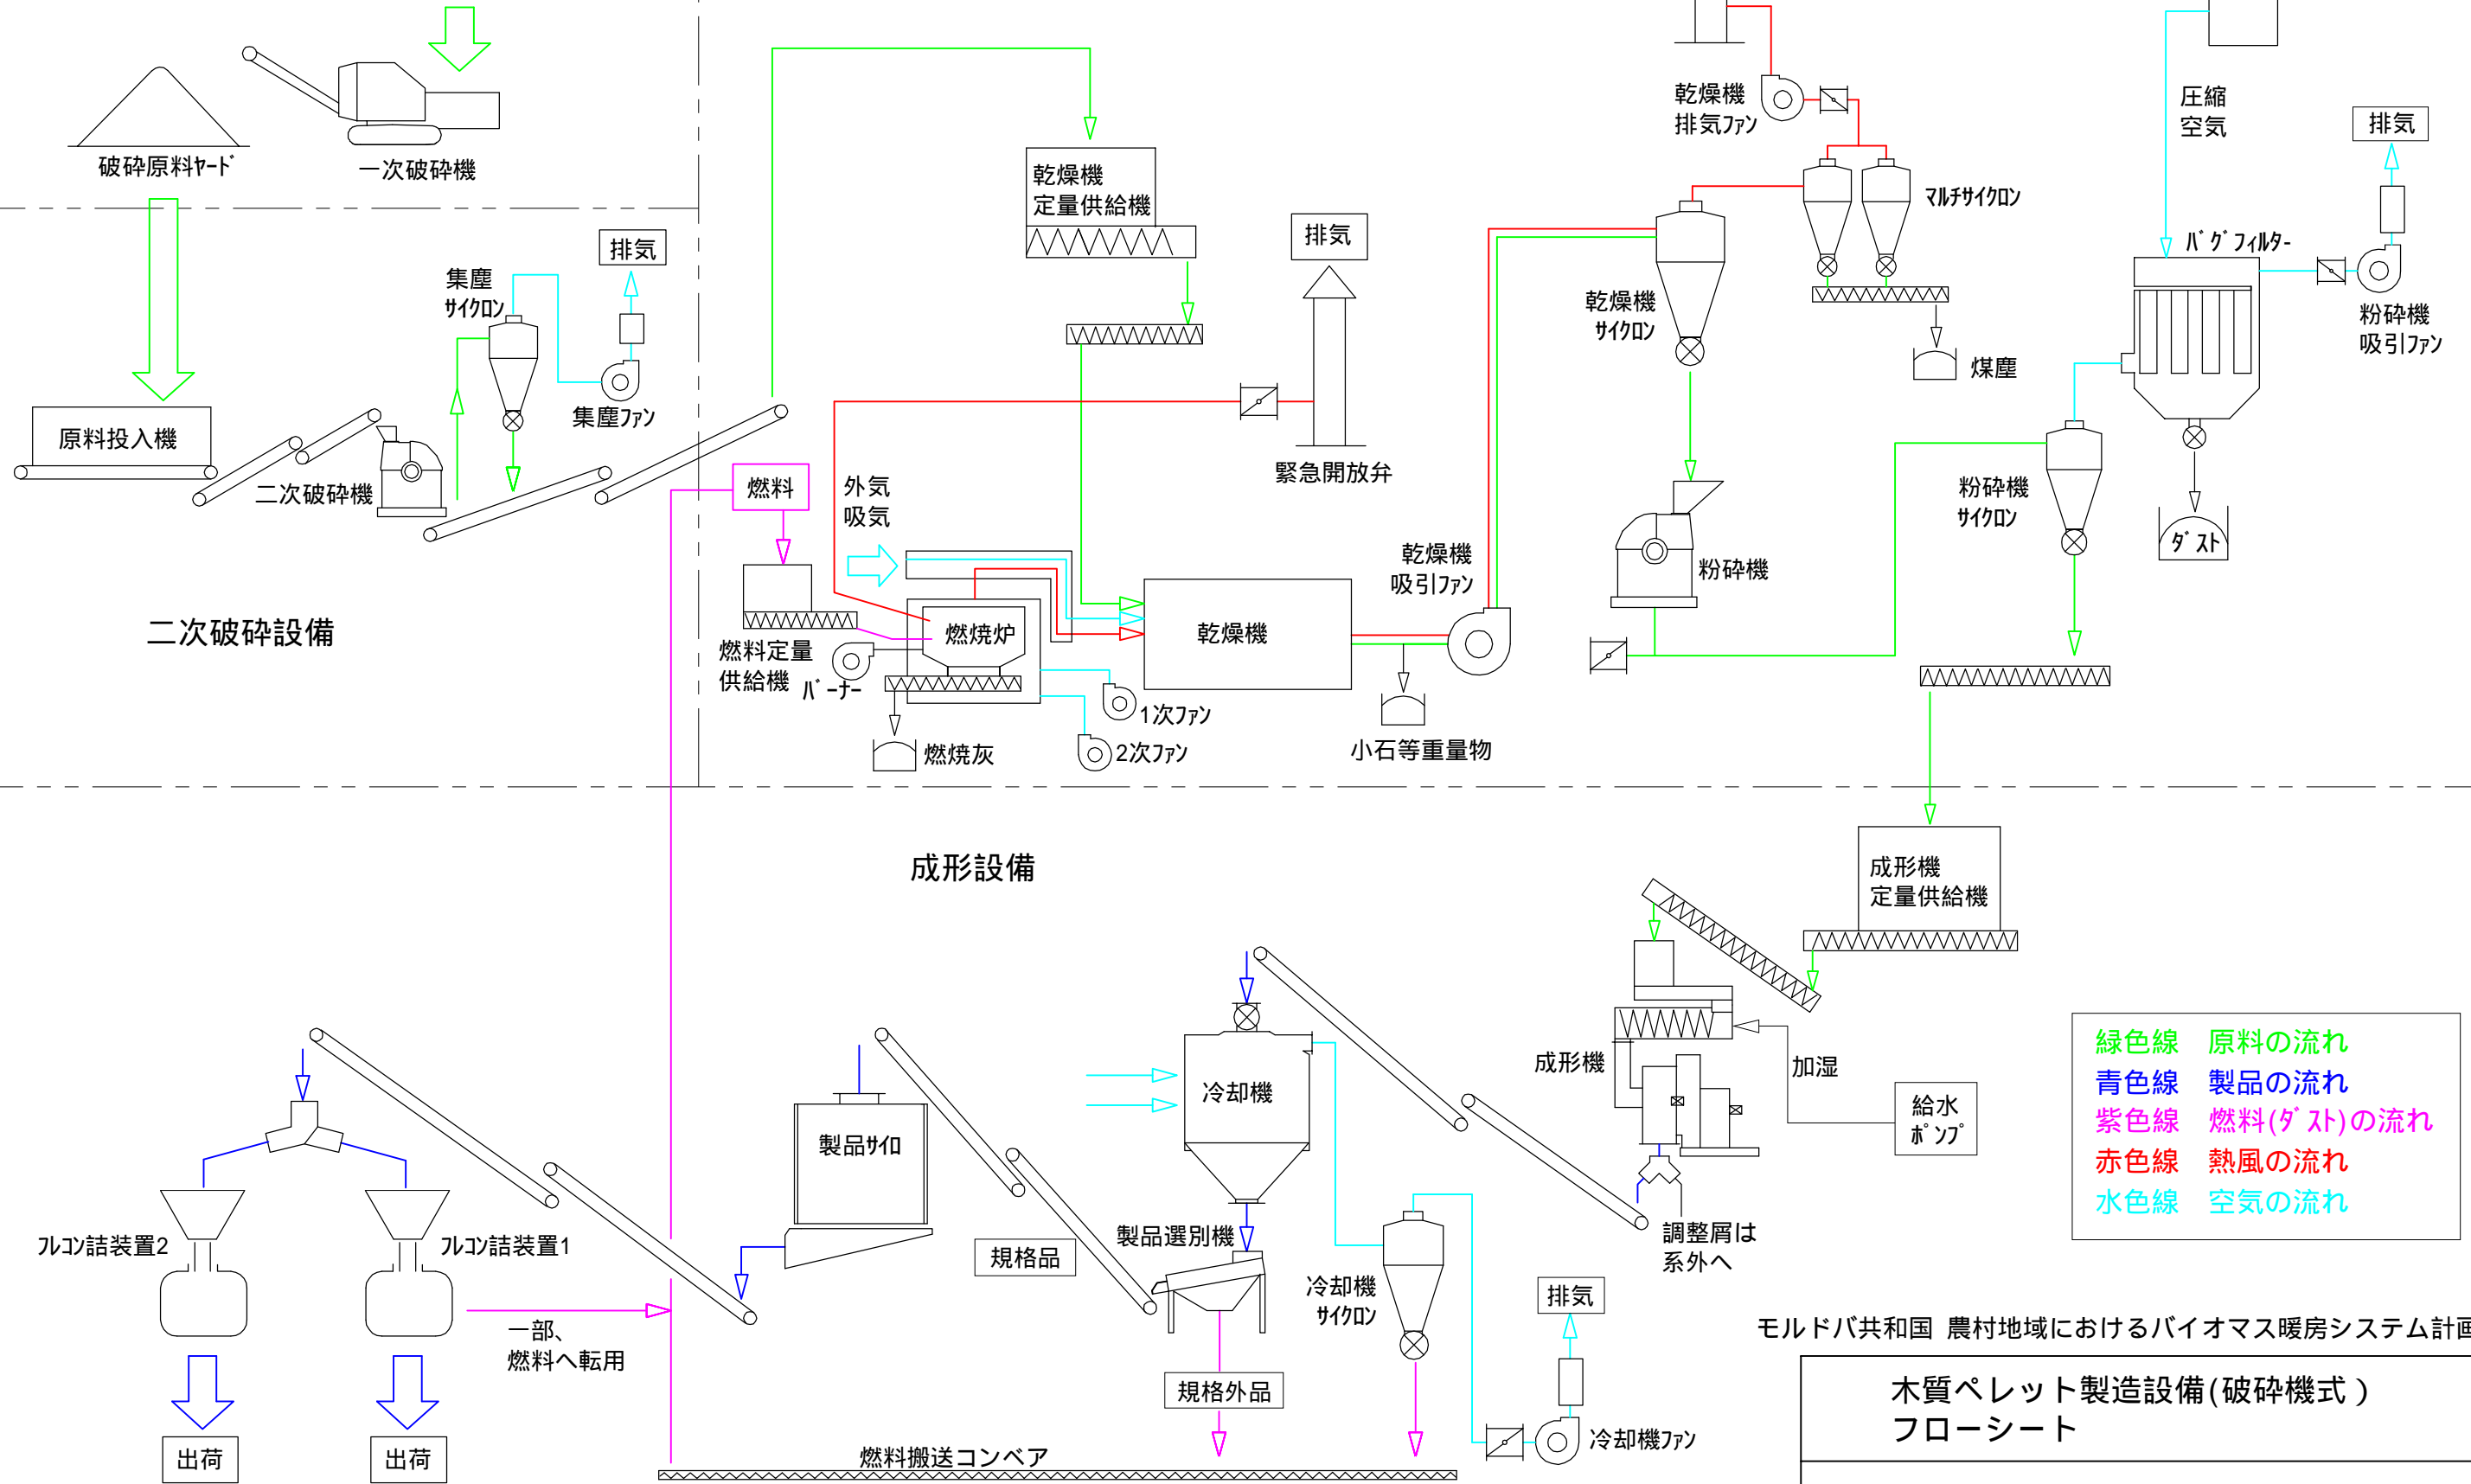 破砕原料ﾔｰﾄﾞ
一次破砕機
乾燥機
排気ﾌｧﾝ
圧縮
空気
排気
乾燥機
定量供給機
ﾏﾙﾁｻｲｸﾛﾝ
排気
排気
ﾊﾞｸﾞﾌｨﾙﾀｰ
集塵
ｻｲｸﾛﾝ
乾燥機
ｻｲｸﾛﾝ
粉砕機
吸引ﾌｧﾝ
煤塵
集塵ﾌｧﾝ
原料投入機
二次破砕機
緊急開放弁
燃料
外気
吸気
粉砕機
ｻｲｸﾛﾝ
ﾀﾞｽﾄ
乾燥機
吸引ﾌｧﾝ
粉砕機
二次破砕設備
燃焼炉
乾燥機
燃料定量
供給機
ﾊﾞｰﾅｰ
1次ﾌｧﾝ
2次ﾌｧﾝ
燃焼灰
小石等重量物
成形設備
成形機
定量供給機
成形機
加湿
給水
ﾎﾟﾝﾌﾟ
冷却機
製品ｻｲﾛ
緑色線 原料の流れ
青色線 製品の流れ
紫色線 燃料(ﾀﾞｽﾄ)の流れ
赤色線 熱風の流れ
水色線 空気の流れ
ﾌﾚｺﾝ詰装置2
ﾌﾚｺﾝ詰装置1
規格品
製品選別機
調整屑は
系外へ
冷却機
ｻｲｸﾛﾝ
排気
一部、
燃料へ転用
モルドバ共和国 農村地域におけるバイオマス暖房システム計画
規格外品
木質ペレット製造設備(破砕機式)
フローシート
出荷
出荷
燃料搬送コンベア
冷却機ﾌｧﾝ